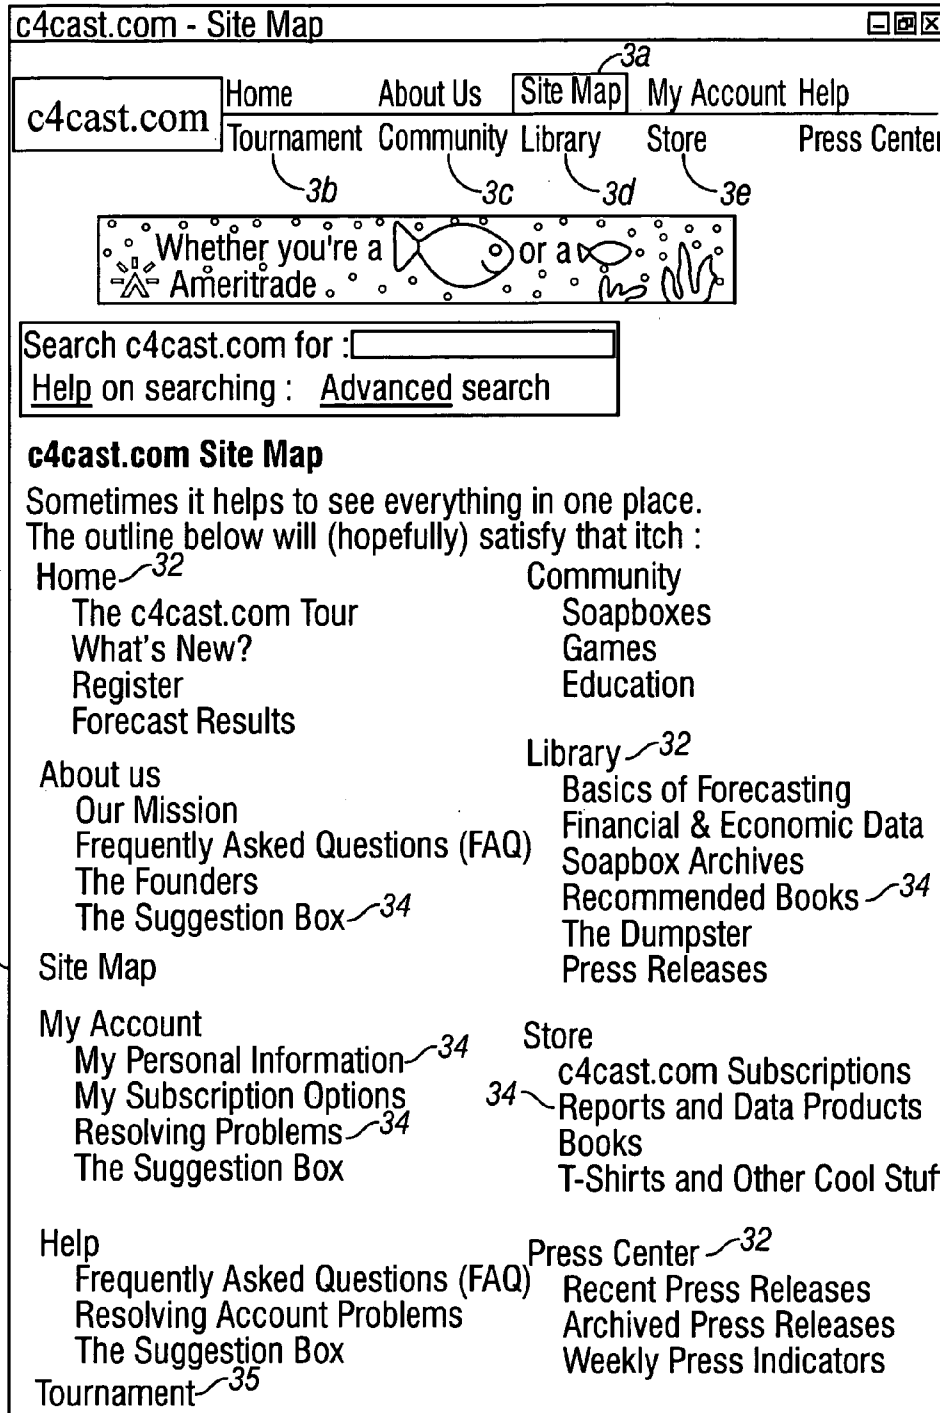 c4cast.com - Site Map
3a
c4cast.com
Home About Us Site Map My Account Help
Tournament Community Library Store Press Center
3b 3c 3d 3e
Whether you're a or a
Ameritrade
Search c4cast.com for :
Help on searching : Advanced search
c4cast.com Site Map
Sometimes it helps to see everything in one place.
The outline below will (hopefully) satisfy that itch :
Home 32
The c4cast.com Tour
What's New?
Register
Forecast Results
About us
Our Mission
Frequently Asked Questions (FAQ)
The Founders
The Suggestion Box 34
Site Map
My Account
My Personal Information 34
My Subscription Options
Resolving Problems 34
The Suggestion Box
Help
Frequently Asked Questions (FAQ)
Resolving Account Problems
The Suggestion Box
Tournament 35
Community
Soapboxes
Games
Education
Library 32
Basics of Forecasting
Financial & Economic Data
Soapbox Archives
Recommended Books 34
The Dumpster
Press Releases
Store
c4cast.com Subscriptions
34 Reports and Data Products
Books
T-Shirts and Other Cool Stuf
Press Center 32
Recent Press Releases
Archived Press Releases
Weekly Press Indicators